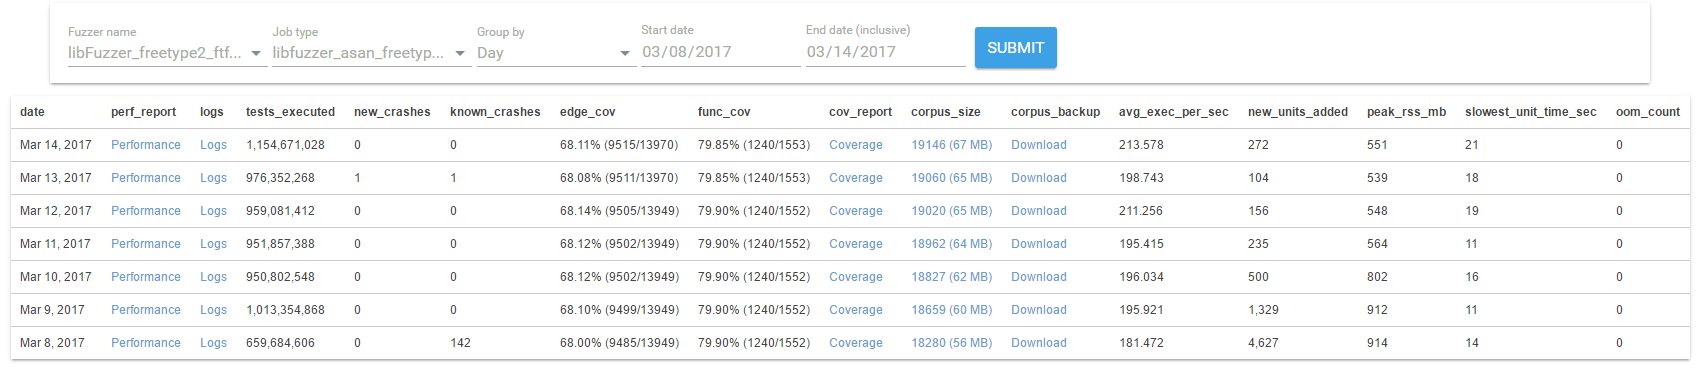 Fuzzer name Job type Group by Start date End date (inclusive)
libFuzzer_freetype2_ftf... libfuzzer_asan_freetyp... Day 03/08/2017 03/14/2017 SUBMIT
date perf_report logs tests_executed new_crashes known_crashes edge_cov func_cov cov_report corpus_size corpus_backup avg_exec_per_sec new_units_added peak_rss_mb slowest_unit_time_sec oom_count
Mar 14, 2017 Performance Logs 1,154,671,028 0 0 68.11% (9515/13970) 79.85% (1240/1553) Coverage 19146 (67 MB) Download 213.578 272 551 21 0
Mar 13, 2017 Performance Logs 976,352,268 1 1 68.08% (9511/13970) 79.85% (1240/1553) Coverage 19060 (65 MB) Download 198.743 104 539 18 0
Mar 12, 2017 Performance Logs 959,081,412 0 0 68.14% (9505/13949) 79.90% (1240/1552) Coverage 19020 (65 MB) Download 211.256 156 548 19 0
Mar 11, 2017 Performance Logs 951,857,388 0 0 68.12% (9502/13949) 79.90% (1240/1552) Coverage 18962 (64 MB) Download 195.415 235 564 11 0
Mar 10, 2017 Performance Logs 950,802,548 0 0 68.12% (9502/13949) 79.90% (1240/1552) Coverage 18827 (62 MB) Download 196.034 500 802 16 0
Mar 9, 2017 Performance Logs 1,013,354,868 0 0 68.10% (9499/13949) 79.90% (1240/1552) Coverage 18659 (60 MB) Download 195.921 1,329 912 11 0
Mar 8, 2017 Performance Logs 659,684,606 0 142 68.00% (9485/13949) 79.90% (1240/1552) Coverage 18280 (56 MB) Download 181.472 4,627 914 14 0